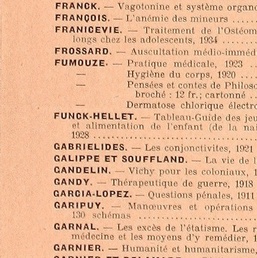 FRANCK. — Vagotonine et système organo
FRANÇOIS. — L'anémie des mineurs
FRANICEVIE. — Traitement de l'Ostéom
longs chez les adolescents, 1934
FROSSARD. — Auscultation médio-imméd
FUMOUZE. — Pratique médicale, 1923
— Hygiène du corps, 1920
— Pensées et contes de Philos
broché : 12 fr.; cartonné
— Dermatose chlorique électro
FUNCK-HELLET. — Tableau-Guide des jeu
et alimentation de l'enfant (de la nai
1928
GABRIELIDES. — Les conjonctivites, 1921
GALIPPE ET SOUFFLAND. — La vie de l
GANDELIN. — Vichy pour les coloniaux, 1
GANDY. — Thérapeutique de guerre, 1918
GARCIA-LOPEZ. — Questions pénales, 1911
GARIPUY. — Manœuvres et opérations
130 schémas
GARNAL. — Les excès de l'étatisme. Les r
médecine et les moyens d'y remédier, 1
GARNIER. — Humanité et humanitarisme,